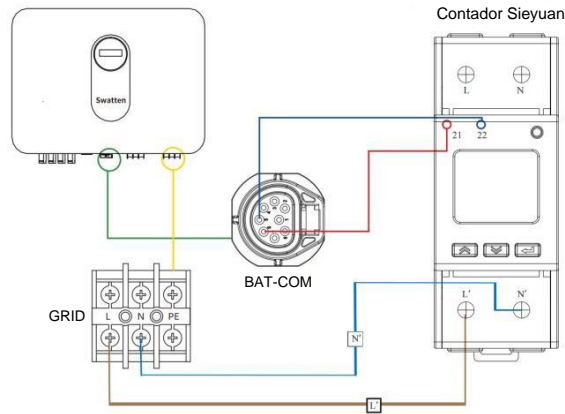 Contador Sieyuan
Swatten
L N
21 22
BAT-COM
GRID
L N PE
L' N'
N'
L'